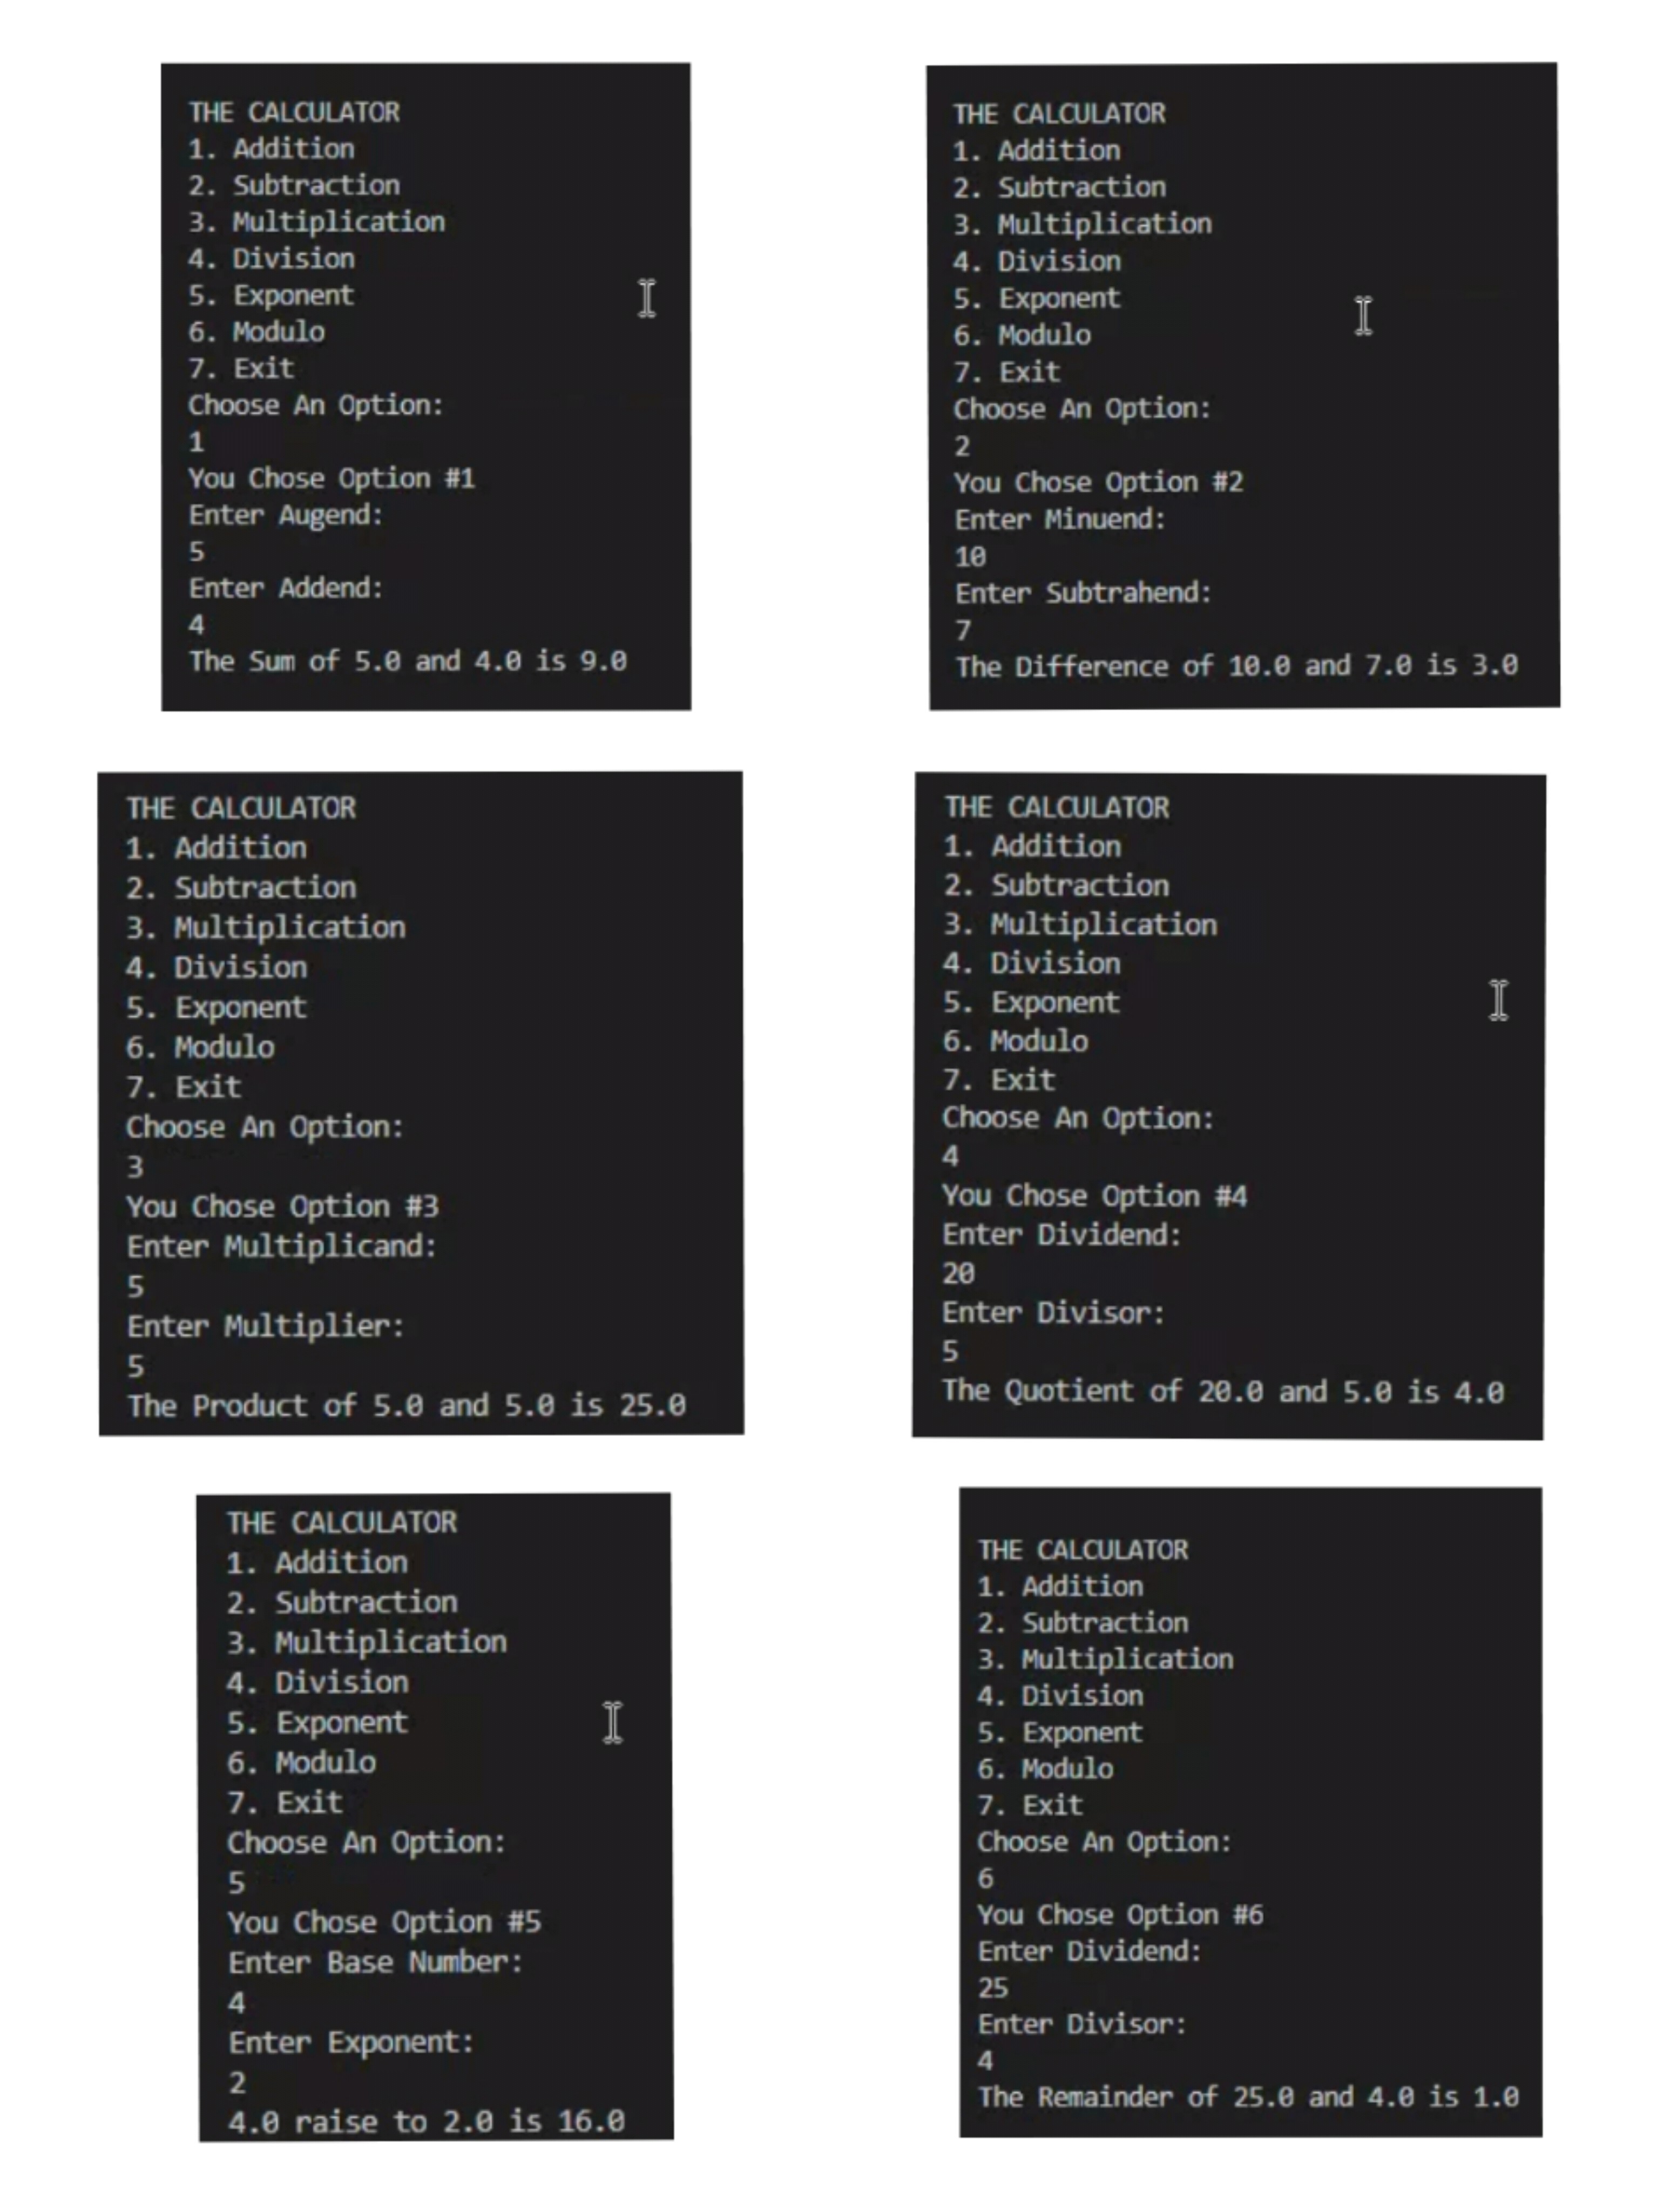 THE CALCULATOR
1. Addition
2. Subtraction
3. Multiplication
4. Division
5. Exponent
6. Modulo
7. Exit
Choose An Option:
1
You Chose Option #1
Enter Augend:
5
Enter Addend:
4
The Sum of 5.0 and 4.0 is 9.0
THE CALCULATOR
1. Addition
2. Subtraction
3. Multiplication
4. Division
5. Exponent
6. Modulo
7. Exit
Choose An Option:
2
You Chose Option #2
Enter Minuend:
10
Enter Subtrahend:
7
The Difference of 10.0 and 7.0 is 3.0
THE CALCULATOR
1. Addition
2. Subtraction
3. Multiplication
4. Division
5. Exponent
6. Modulo
7. Exit
Choose An Option:
3
You Chose Option #3
Enter Multiplicand:
5
Enter Multiplier:
5
The Product of 5.0 and 5.0 is 25.0
THE CALCULATOR
1. Addition
2. Subtraction
3. Multiplication
4. Division
5. Exponent
6. Modulo
7. Exit
Choose An Option:
4
You Chose Option #4
Enter Dividend:
20
Enter Divisor:
5
The Quotient of 20.0 and 5.0 is 4.0
THE CALCULATOR
1. Addition
2. Subtraction
3. Multiplication
4. Division
5. Exponent
6. Modulo
7. Exit
Choose An Option:
5
You Chose Option #5
Enter Base Number:
4
Enter Exponent:
2
4.0 raise to 2.0 is 16.0
THE CALCULATOR
1. Addition
2. Subtraction
3. Multiplication
4. Division
5. Exponent
6. Modulo
7. Exit
Choose An Option:
6
You Chose Option #6
Enter Dividend:
25
Enter Divisor:
4
The Remainder of 25.0 and 4.0 is 1.0